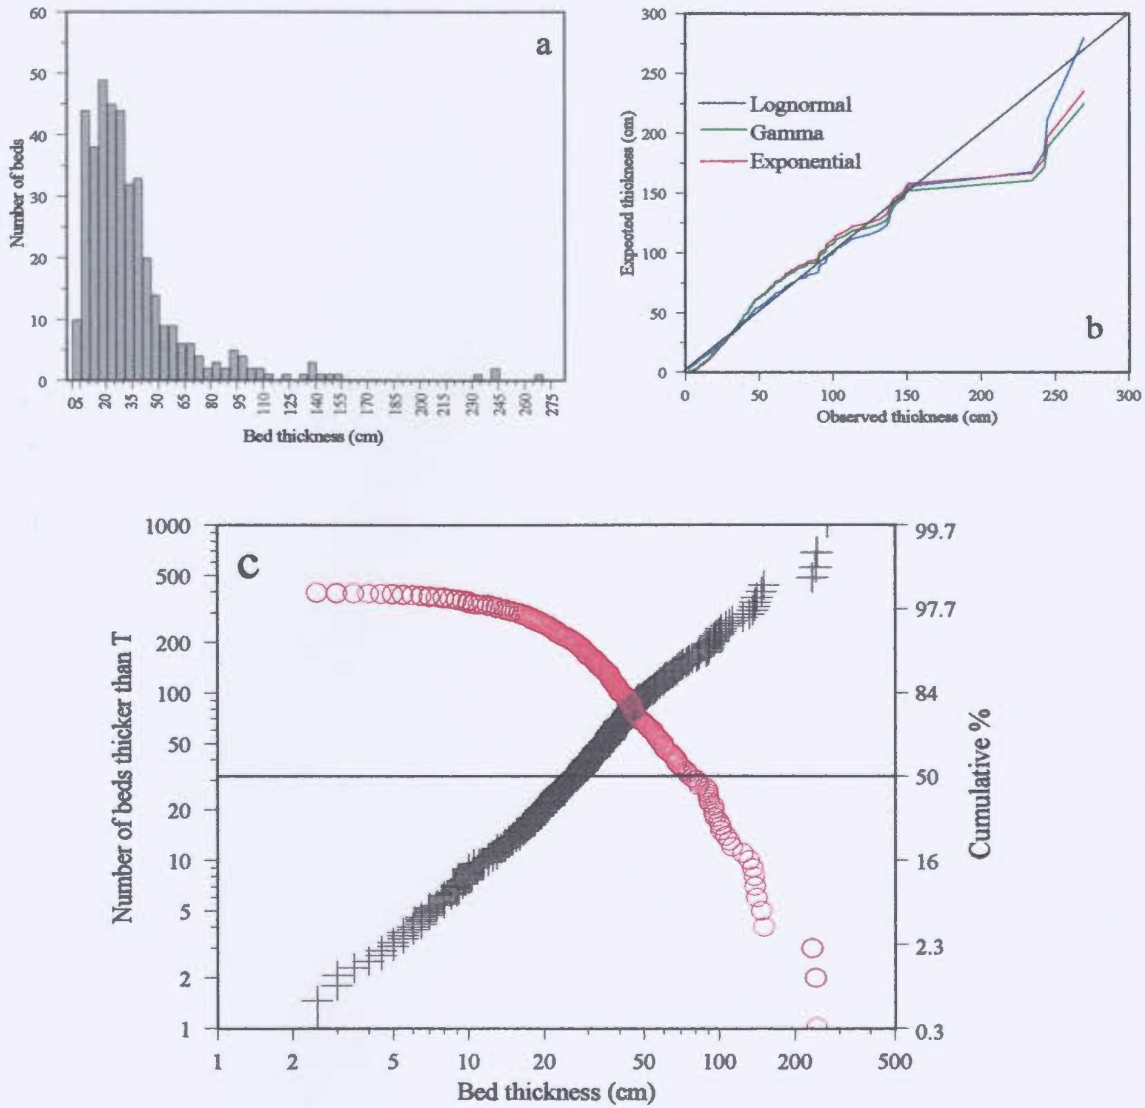 a
60
50
40
30
20
10
0
Number of beds
0 5 20 35 50 65 80 95 110 125 140 155 170 185 200 215 230 245 260 275
Bed thickness (cm)
b
300
250
200
150
100
50
0
Expected thickness (cm)
Lognormal
Gamma
Exponential
0 50 100 150 200 250 300
Observed thickness (cm)
c
1000
500
200
100
50
20
10
5
2
1
Number of beds thicker than T
99.7
97.7
84
50
16
2.3
0.3
Cumulative %
1 2 5 10 20 50 100 200 500
Bed thickness (cm)